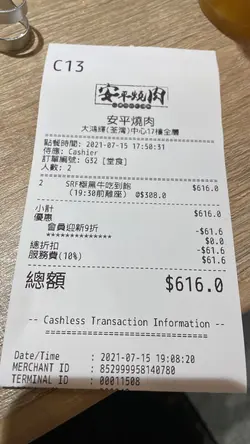 C13
安平燒肉
安平燒肉
大鴻輝(荃灣)中心17樓全層
點餐時間: 2021-07-15 17:50:31
侍應: Cashier
訂單編號: G32 [堂食]
人數: 2
2 SRF極黑牛吃到飽 $616.0
(19:30前離座) @$308.0
小計 $616.0
優惠
會員迎新9折 -$61.6
************** $0.0
總折扣 -$61.6
服務費(10%) $61.6
總額 $616.0
-- Cashless Transaction Information --
Date/Time : 2021-07-15 19:08:20
MERCHANT ID : 852999958140780
TERMINAL ID : 00011508